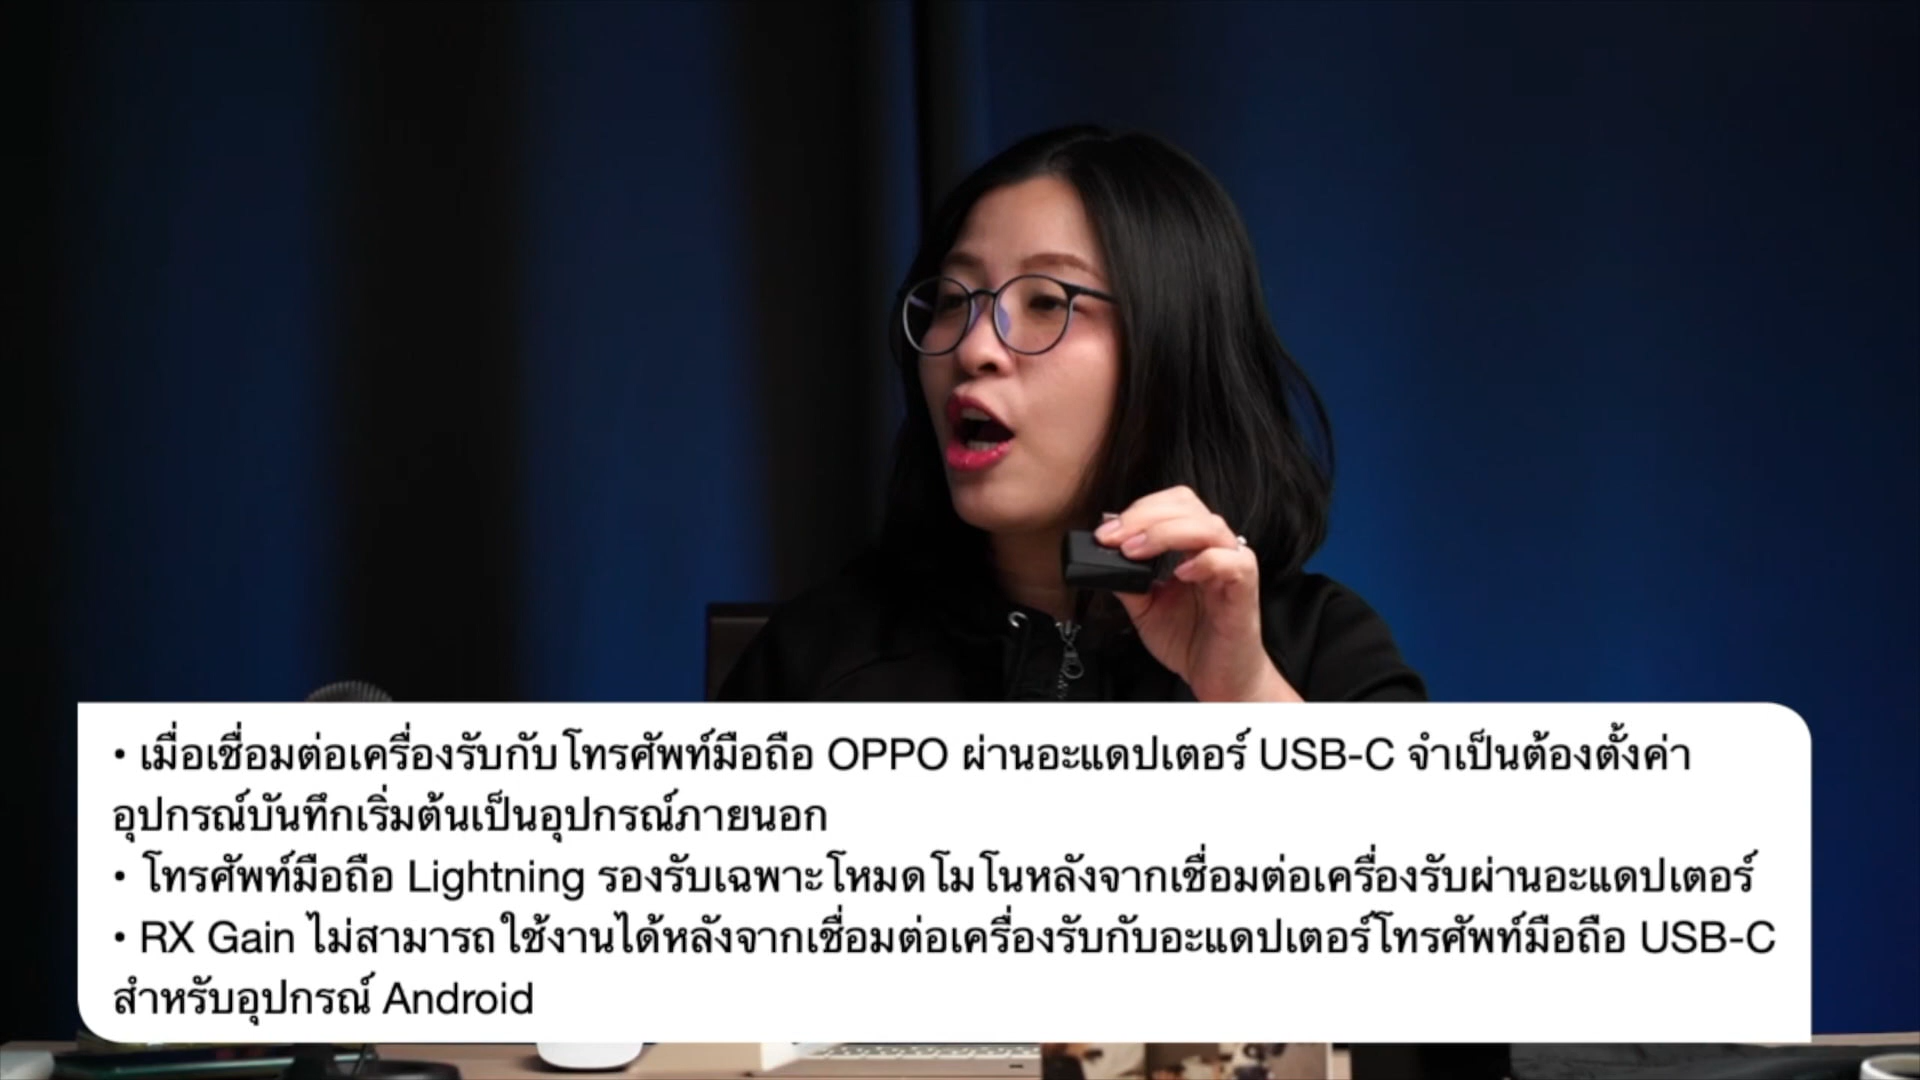 • เมื่อเชื่อมต่อเครื่องรับกับโทรศัพท์มือถือ OPPO ผ่านอะแดปเตอร์ USB-C จำเป็นต้องตั้งค่า
อุปกรณ์บันทึกเริ่มต้นเป็นอุปกรณ์ภายนอก
• โทรศัพท์มือถือ Lightning รองรับเฉพาะโหมดโมโนหลังจากเชื่อมต่อเครื่องรับผ่านอะแดปเตอร์
• RX Gain ไม่สามารถใช้งานได้หลังจากเชื่อมต่อเครื่องรับกับอะแดปเตอร์โทรศัพท์มือถือ USB-C
สำหรับอุปกรณ์ Android